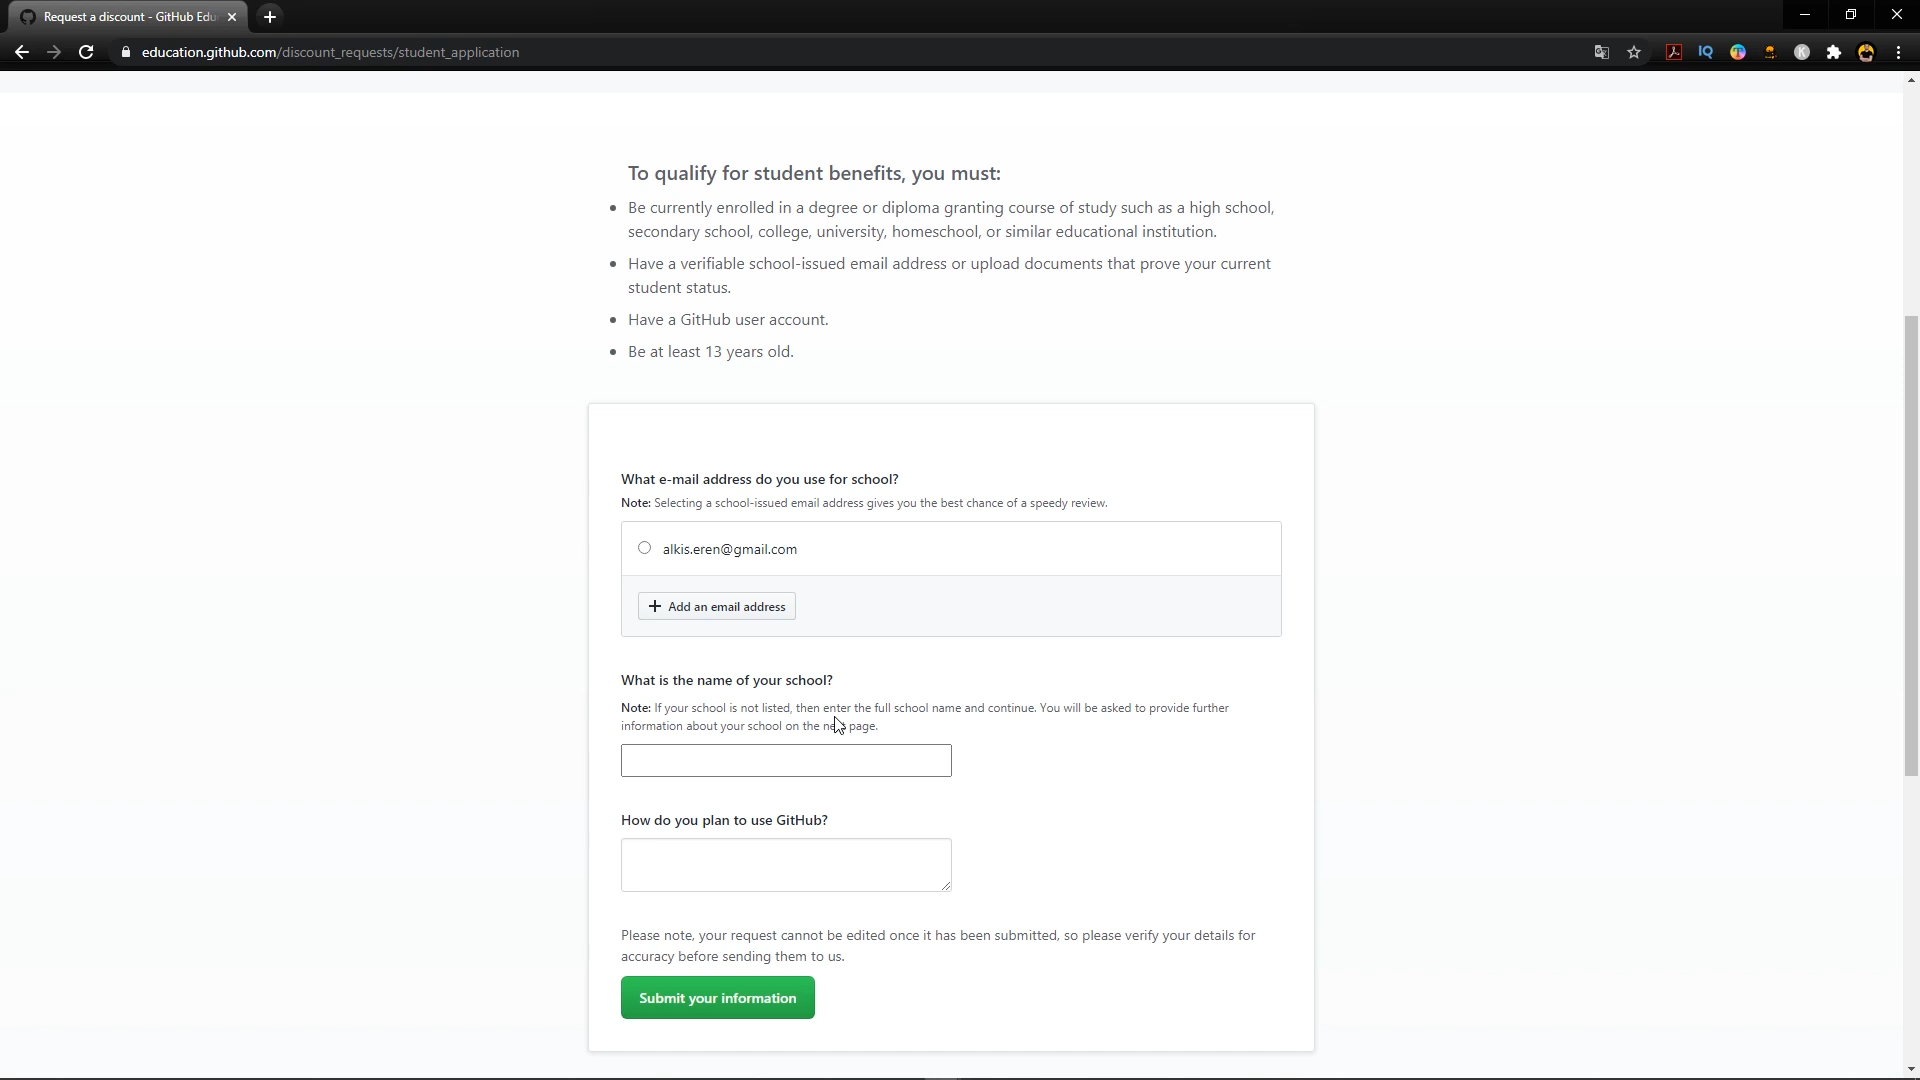 Request a discount - GitHub Edu
education.github.com/discount_requests/student_application
To qualify for student benefits, you must:
Be currently enrolled in a degree or diploma granting course of study such as a high school,
secondary school, college, university, homeschool, or similar educational institution.
Have a verifiable school-issued email address or upload documents that prove your current
student status.
Have a GitHub user account.
Be at least 13 years old.
What e-mail address do you use for school?
Note: Selecting a school-issued email address gives you the best chance of a speedy review.
alkis.eren@gmail.com
Add an email address
What is the name of your school?
Note: If your school is not listed, then enter the full school name and continue. You will be asked to provide further
information about your school on the next page.
How do you plan to use GitHub?
Please note, your request cannot be edited once it has been submitted, so please verify your details for
accuracy before sending them to us.
Submit your information